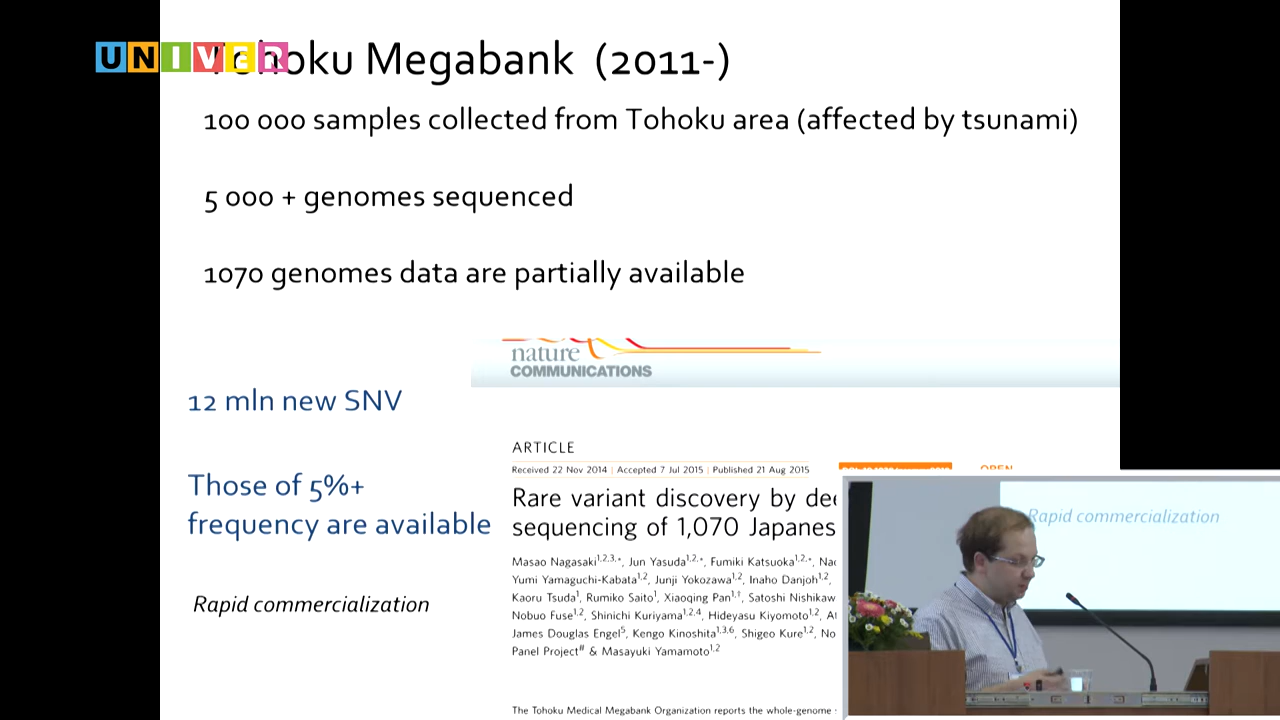 UNIVER
Tohoku Megabank (2011-)
100 000 samples collected from Tohoku area (affected by tsunami)
5 000 + genomes sequenced
1070 genomes data are partially available
nature
COMMUNICATIONS
12 mln new SNV
Those of 5%+
frequency are available
Rapid commercialization
ARTICLE
Received 22 Nov 2014 | Accepted 7 Jul 2015 | Published 21 Aug 2015
OPEN
Rare variant discovery by
sequencing of 1,070
Masao Nagasaki1,2,3,*, Jun Yasuda1,2,*, Fumiki Katsuoka1,2,*,
Yumi Yamaguchi-Kabata1,2, Junji Yokozawa1,2, Inaho Danjoh1,2,
Kaoru Tsuda1, Rumiko Saito1, Xiaoqing Pan1,†, Satoshi
Nobuo Fuse1,2, Shinichi Kuriyama1,2,4, Hideyasu Kiyomoto1,2,
James Douglas Engel5, Kengo Kinoshita1,3,6, Shigeo Kure1,2,
Panel Project# & Masayuki Yamamoto1,2
The Tohoku Medical Megabank Organization reports the whole-genome
Rapid commercialization